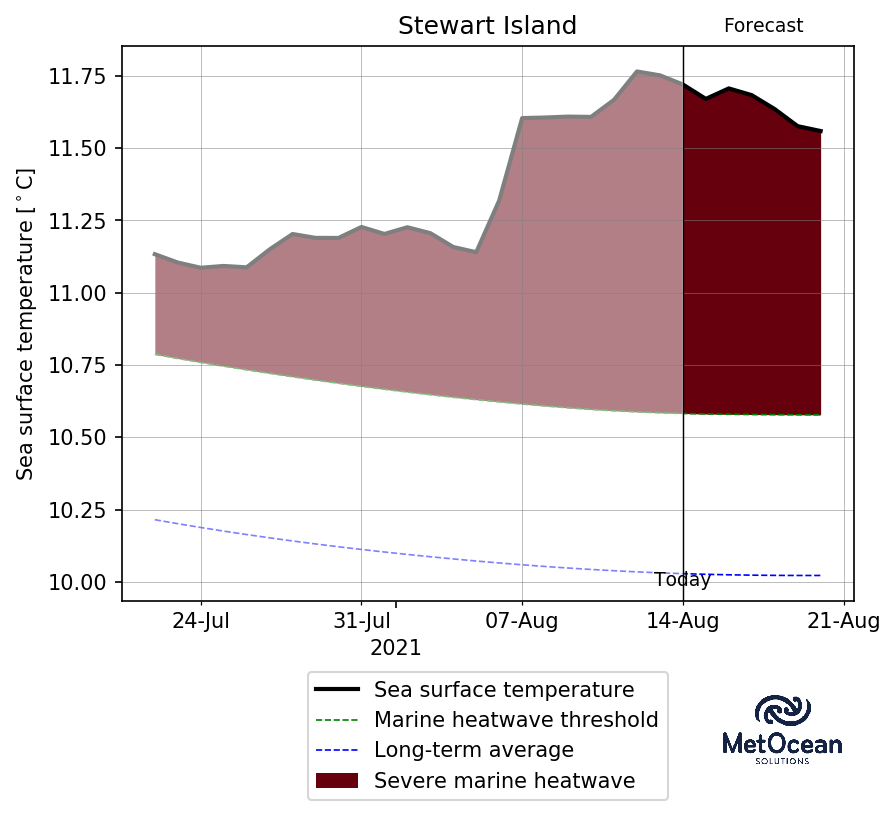 Stewart Island
Forecast
Sea surface temperature [°C]
11.75
11.50
11.25
11.00
10.75
10.50
10.25
10.00
Today
24-Jul
31-Jul
07-Aug
14-Aug
21-Aug
2021
Sea surface temperature
Marine heatwave threshold
Long-term average
Severe marine heatwave
MetOcean
SOLUTIONS